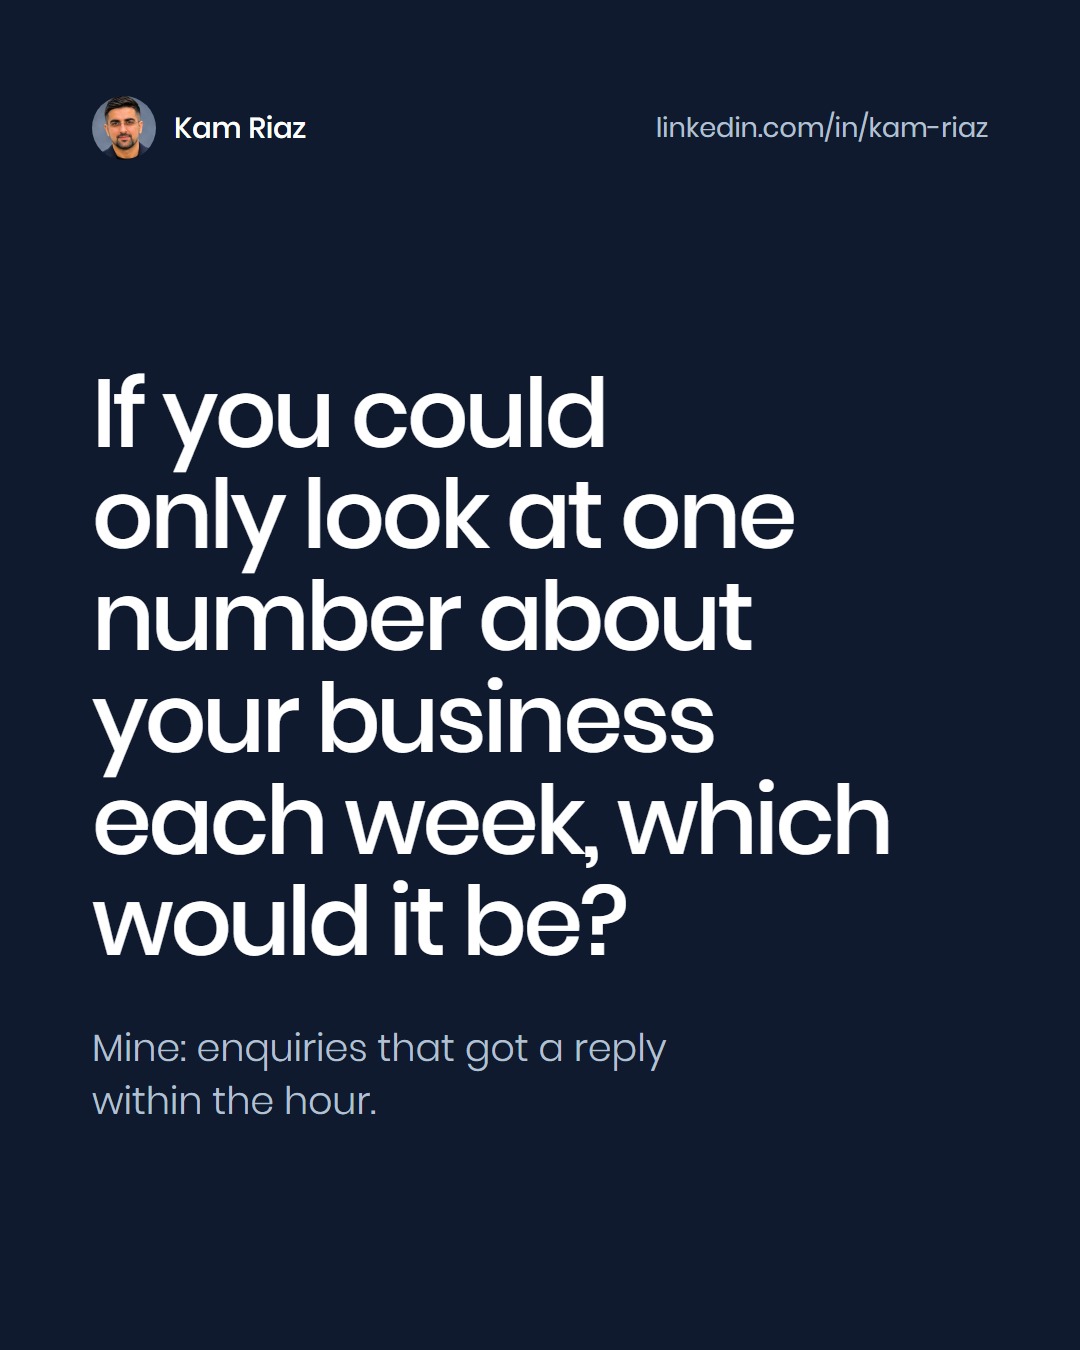 Kam Riaz
linkedin.com/in/kam-riaz
If you could
only look at one
number about
your business
each week, which
would it be?
Mine: enquiries that got a reply
within the hour.